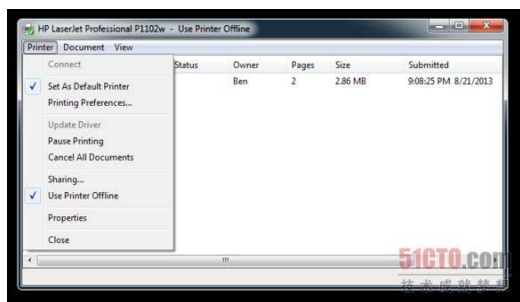 HP LaserJet Professional P1102w - Use Printer Offline
Printer Document View
Status Owner Pages Size Submitted
Ben 2 2.86 MB 9:08:25 PM 8/21/2013
Connect
Set As Default Printer
Printing Preferences...
Update Driver
Pause Printing
Cancel All Documents
Sharing...
Use Printer Offline
Properties
Close
51CTO.com
技术成就梦想